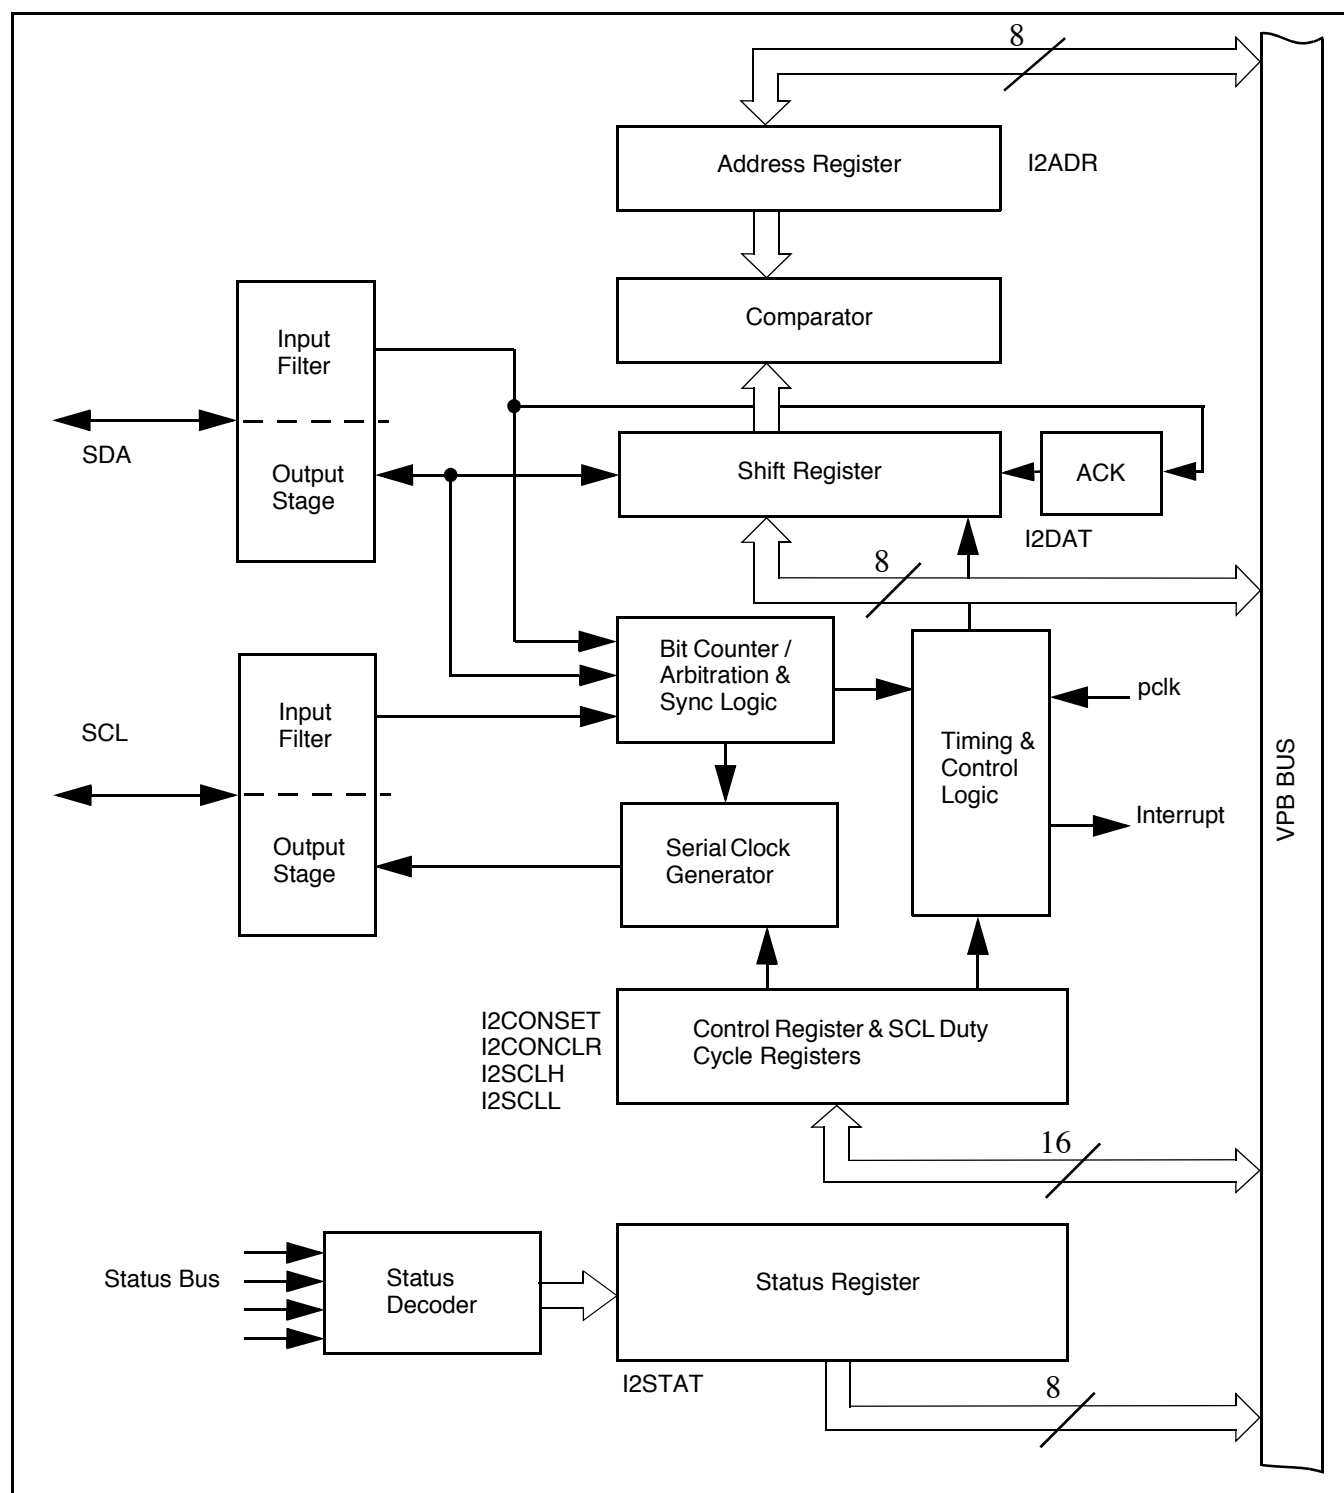 8
Address Register
I2ADR
Comparator
Input
Filter
SDA
Output
Stage
Shift Register
ACK
I2DAT
8
Bit Counter /
Arbitration &
Sync Logic
pclk
SCL
Input
Filter
Timing &
Control
Logic
VPB BUS
Interrupt
Output
Stage
Serial Clock
Generator
I2CONSET
I2CONCLR
I2SCLH
I2SCLL
Control Register & SCL Duty
Cycle Registers
16
Status Bus
Status
Decoder
Status Register
I2STAT
8